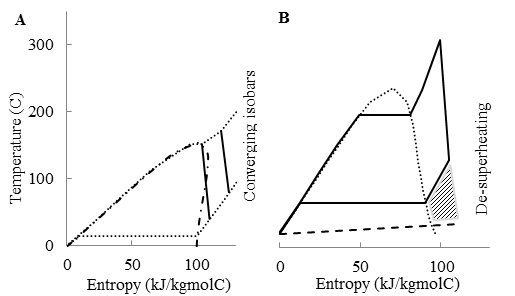 A
B
300
200
100
0
Temperature (C)
0
50
100
Entropy (kJ/kgmolC)
Converging isobars
0
50
100
Entropy (kJ/kgmolC)
De-superheating